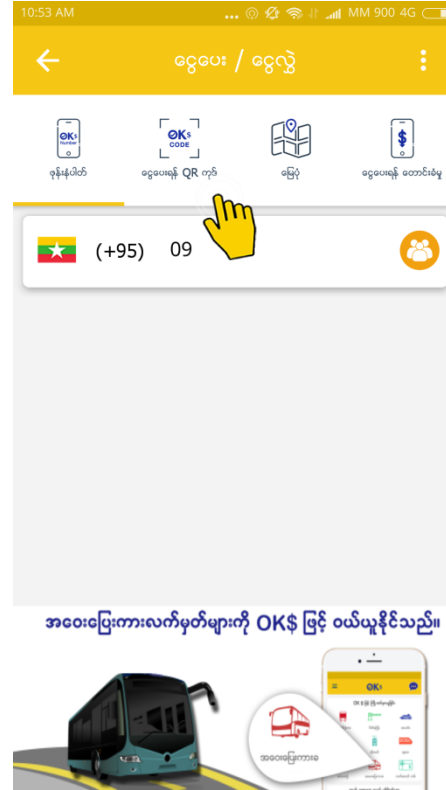 10:53 AM MM 900 4G
ငွေပေး / ငွေလွှဲ
OK$ Number
OK$ CODE
ဖုန်းနံပါတ် ငွေပေးရန် QR ကုဒ် မြေပုံ ငွေပေးရန် တောင်းခံမှု
(+95) 09
အဝေးပြေးကားလက်မှတ်များကို OK$ ဖြင့် ဝယ်ယူနိုင်သည်။
OK$
အဝေးပြေးကားခ